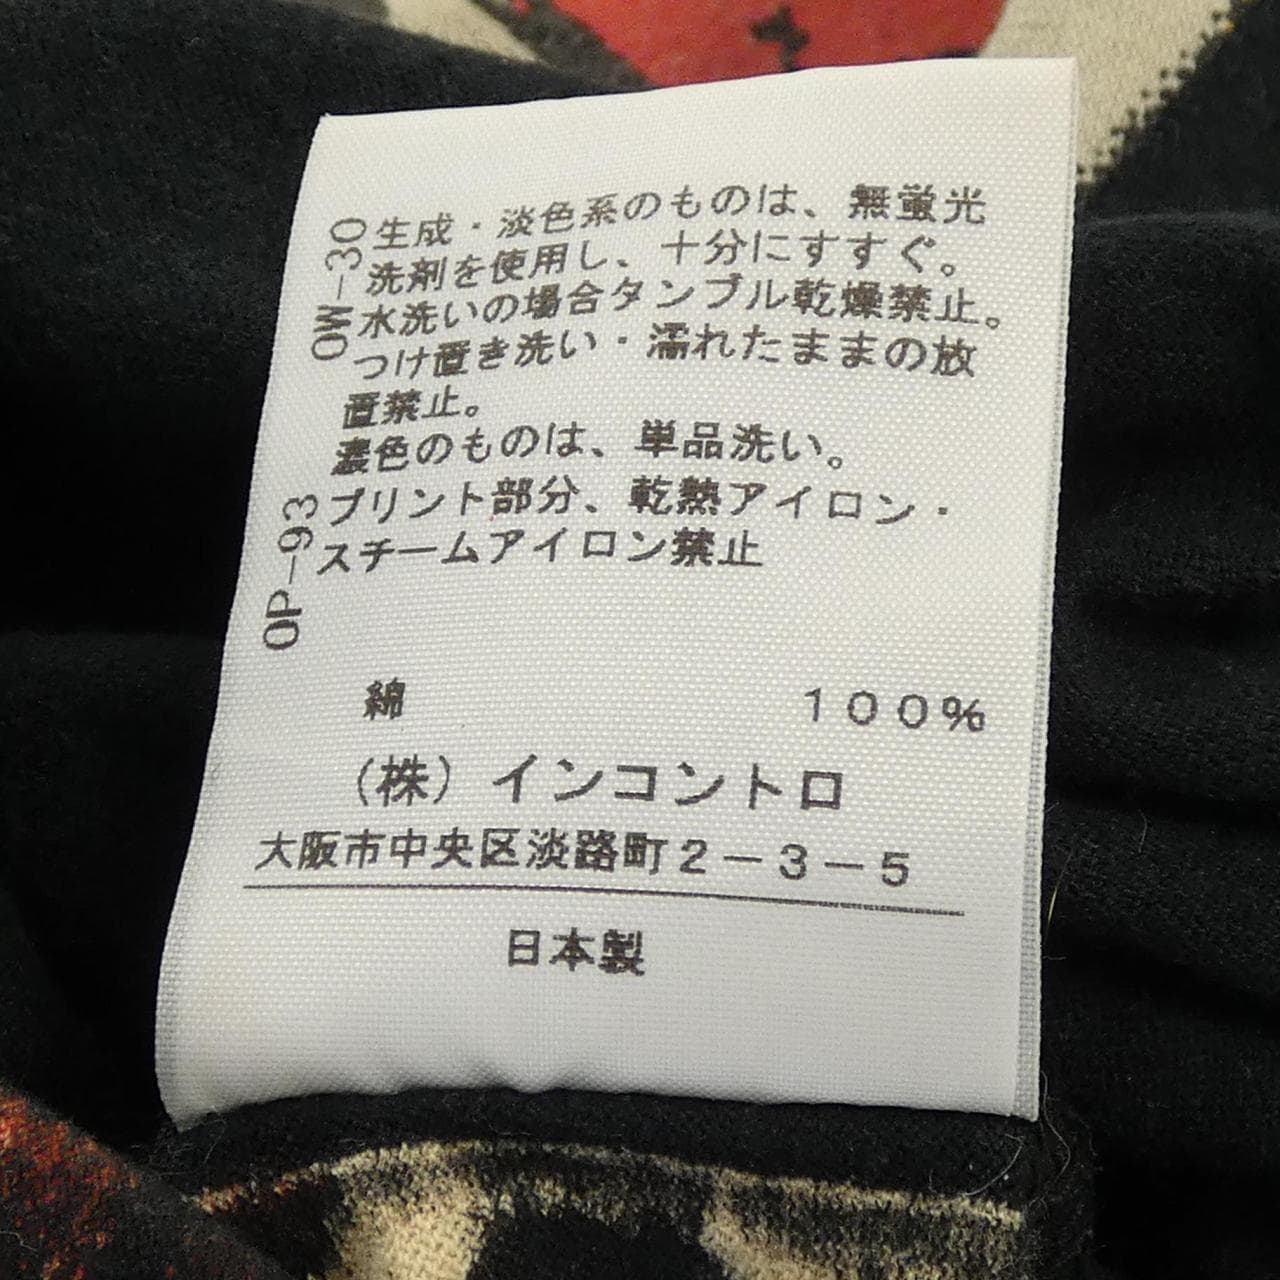 QW-30
生成・淡色系のものは、無蛍光
洗剤を使用し、十分にすすぐ。
水洗いの場合タンブル乾燥禁止。
つけ置き洗い・濡れたままの放
置禁止。
濃色のものは、単品洗い。
QP-93
プリント部分、乾熱アイロン・
スチームアイロン禁止
綿 100%
(株)インコントロ
大阪市中央区淡路町2-3-5
日本製